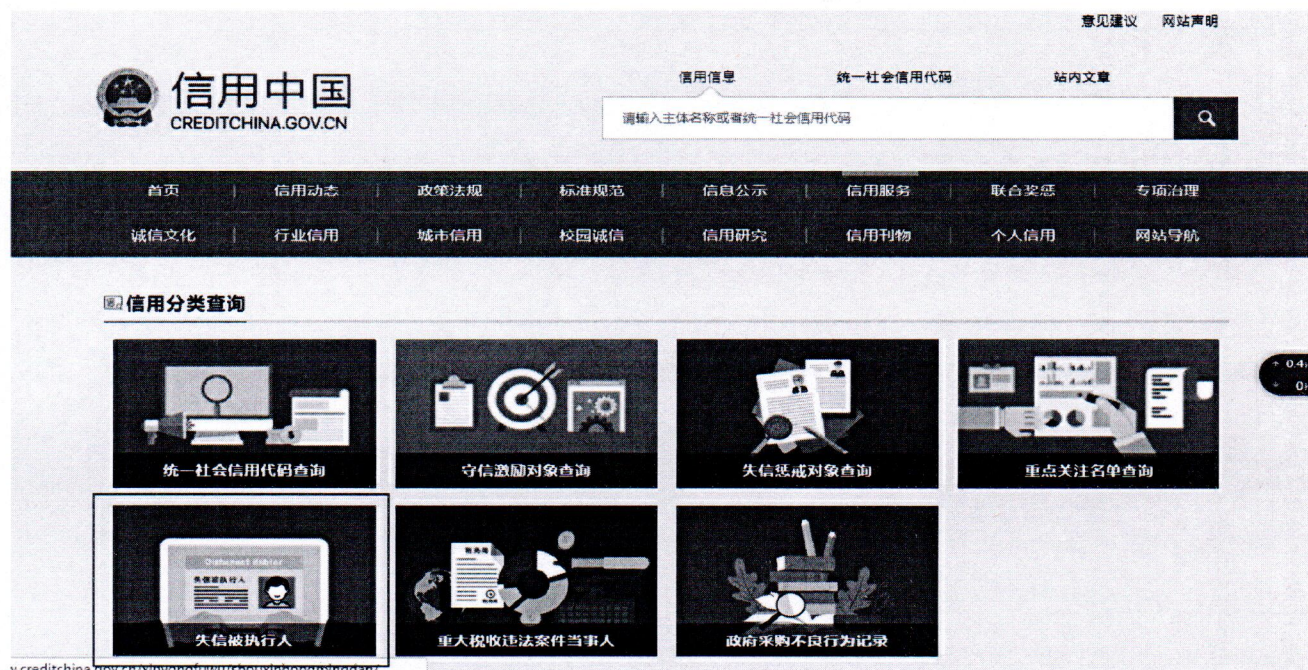 意见建议 网站声明
信用中国
CREDITCHINA.GOV.CN
信用信息 统一社会信用代码 站内文章
请输入主体名称或者统一社会信用代码
首页 信用动态 政策法规 标准规范 信息公示 信用服务 联合奖惩 专项治理
诚信文化 行业信用 城市信用 校园诚信 信用研究 信用刊物 个人信用 网站导航
信用分类查询
统一社会信用代码查询 守信激励对象查询 失信惩戒对象查询 重点关注名单查询
Dishonest debtor
失信被执行人
失信被执行人 重大税收违法案件当事人 政府采购不良行为记录